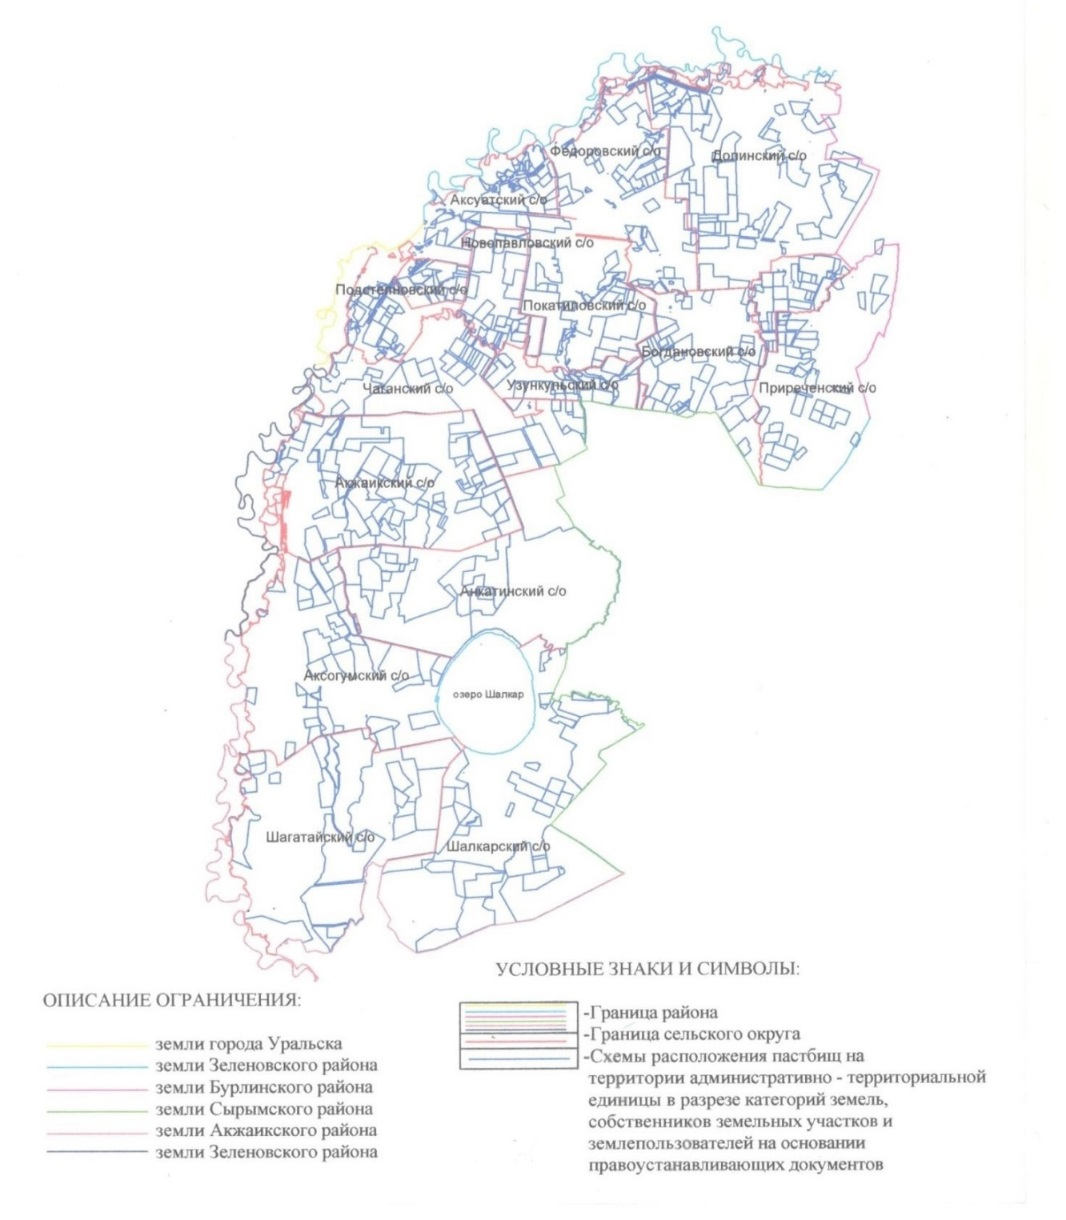 Федоровский с/о
Долинский с/о
Аксуатский с/о
Новопавловский с/о
Подстепновский с/о
Покатиловский с/о
Богдановский с/о
Чаганский с/о
Узункульский с/о
Приреченский с/о
Акжаикский с/о
Анкатинский с/о
Аксогумский с/о
озеро Шалкар
Шагатайский с/о
Шалкарский с/о
УСЛОВНЫЕ ЗНАКИ И СИМВОЛЫ:
-Граница района
-Граница сельского округа
-Схемы расположения пастбищ на
территории административно - территориальной
единицы в разрезе категорий земель,
собственников земельных участков и
землепользователей на основании
правоустанавливающих документов
ОПИСАНИЕ ОГРАНИЧЕНИЯ:
земли города Уральска
земли Зеленовского района
земли Бурлинского района
земли Сырымского района
земли Акжаикского района
земли Зеленовского района